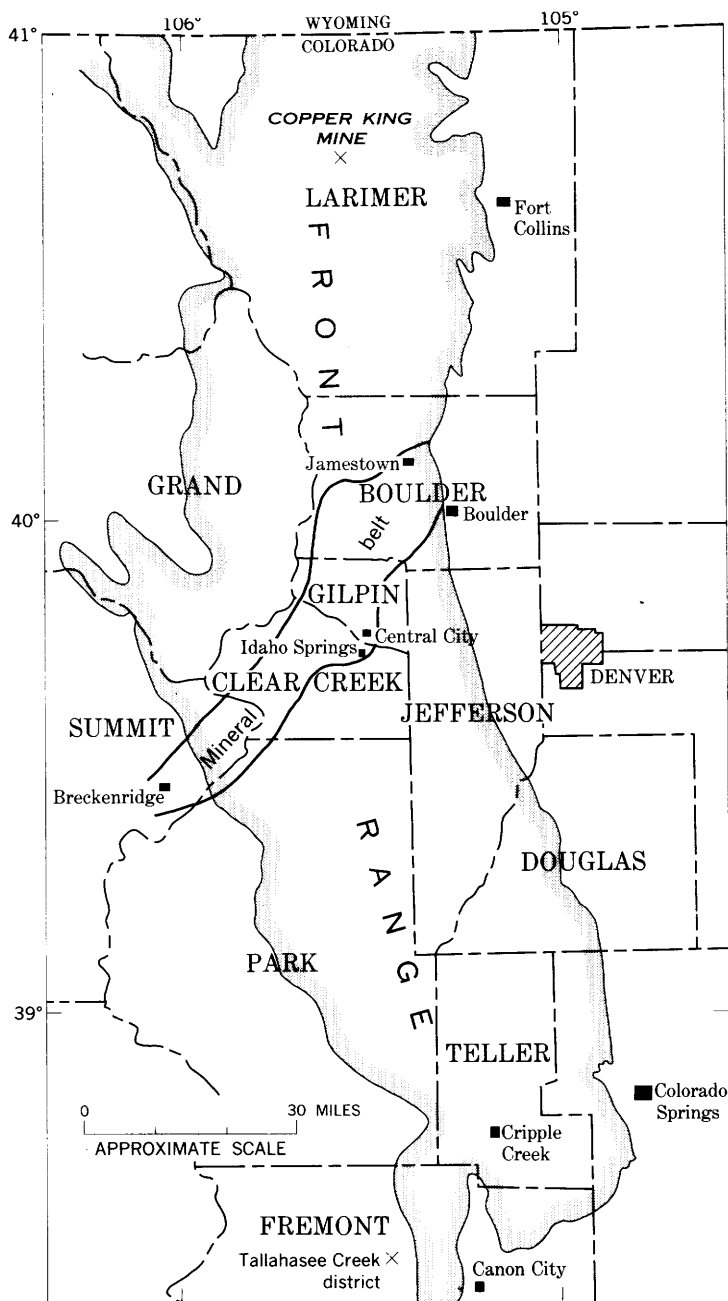 106°
WYOMING
105°
41°
COLORADO
COPPER KING
MINE
LARIMER
Fort
Collins
FRONT
Jamestown
GRAND
BOULDER
Boulder
40°
belt
GILPIN
Central City
Idaho Springs
CLEAR CREEK
DENVER
JEFFERSON
SUMMIT
Mineral
Breckenridge
RANGE
DOUGLAS
PARK
39°
TELLER
Colorado
Springs
0 30 MILES
APPROXIMATE SCALE
Cripple
Creek
FREMONT
Tallahasee Creek
district
Canon City